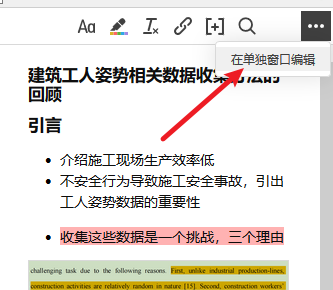 Aa
在单独窗口编辑
建筑工人姿势相关数据收集方法的
回顾
引言
• 介绍施工现场生产效率低
• 不安全行为导致施工安全事故，引出
工人姿势数据的重要性
• 收集这些数据是一个挑战，三个理由
challenging task due to the following reasons. First, unlike industrial production-lines,
construction activities are relatively random in nature [15]. Second, construction workers'